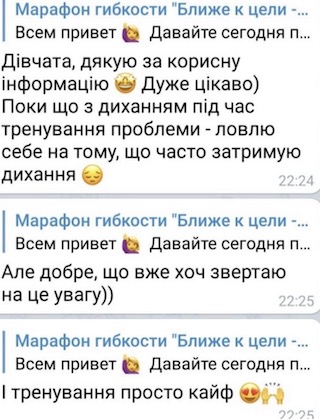 Марафон гибкости "Ближе к цели -...
Всем привет 🙋‍♀️ Давайте сегодня п...
Дівчата, дякую за корисну
інформацію 🤩 Дуже цікаво)
Поки що з диханням під час
тренування проблеми - ловлю
себе на тому, що часто затримую
дихання 😔
22:24
Марафон гибкости "Ближе к цели -...
Всем привет 🙋‍♀️ Давайте сегодня п...
Але добре, що вже хоч звертаю
на це увагу))
22:25
Марафон гибкости "Ближе к цели -...
Всем привет 🙋‍♀️ Давайте сегодня п...
І тренування просто кайф 😍🙌
22:25